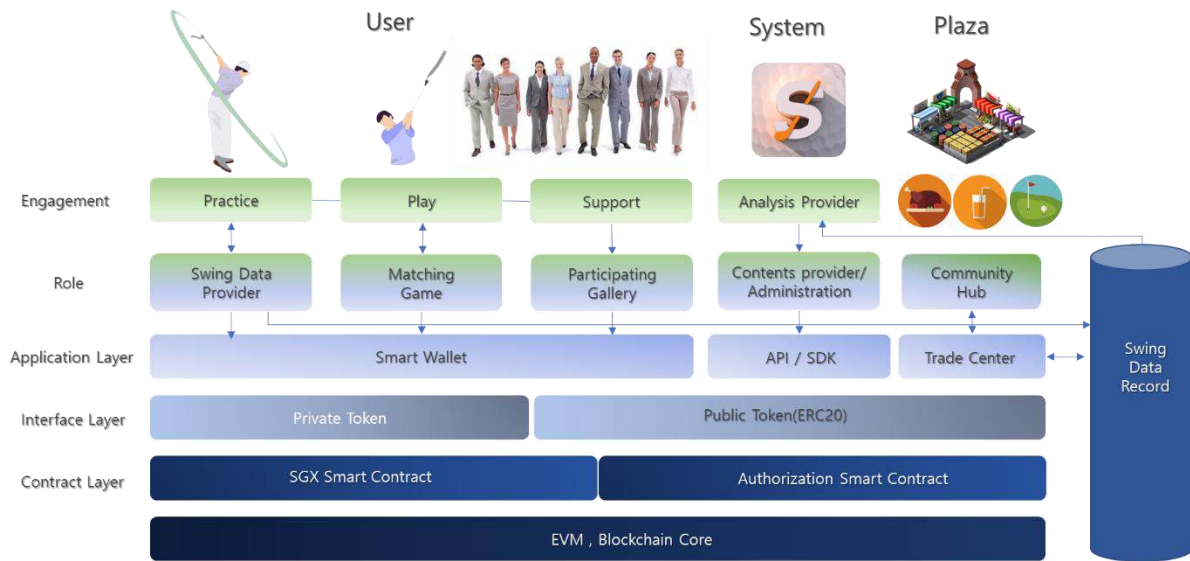 User
System
Plaza
S
Engagement
Practice
Play
Support
Analysis Provider
Role
Swing Data
Provider
Matching
Game
Participating
Gallery
Contents provider/
Administration
Community
Hub
Application Layer
Smart Wallet
API / SDK
Trade Center
Swing
Data
Record
Interface Layer
Private Token
Public Token(ERC20)
Contract Layer
SGX Smart Contract
Authorization Smart Contract
EVM , Blockchain Core